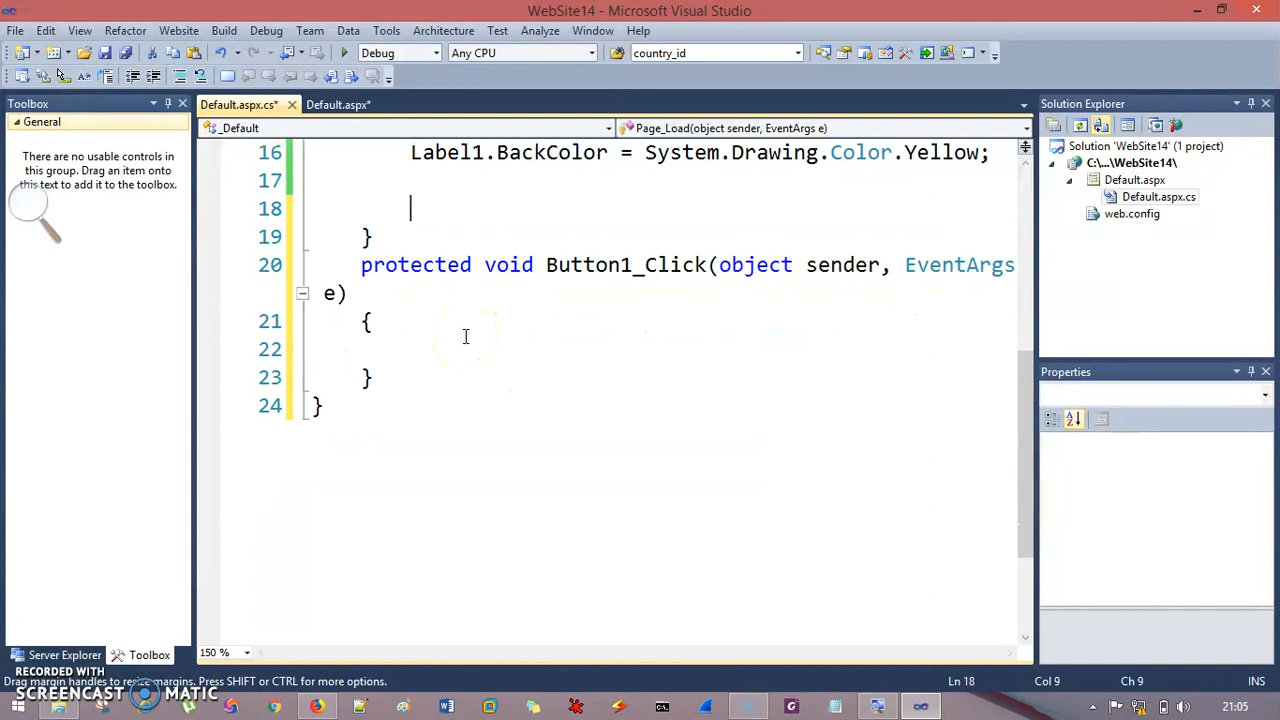 WebSite14 - Microsoft Visual Studio
File Edit View Refactor Website Build Debug Team Data Tools Architecture Test Analyze Window Help
Debug Any CPU country_id
Toolbox
General
There are no usable controls in
this group. Drag an item onto
this text to add it to the toolbox.
Server Explorer Toolbox
Default.aspx.cs* Default.aspx*
_Default Page_Load(object sender, EventArgs e)
16 Label1.BackColor = System.Drawing.Color.Yellow;
17
18
19 }
20 protected void Button1_Click(object sender, EventArgs
e)
21 {
22
23 }
24 }
150 %
Solution Explorer
Solution 'WebSite14' (1 project)
C:\...\WebSite14\
Default.aspx
Default.aspx.cs
web.config
Properties
Drag margin handles to resize margins. Press SHIFT or CTRL for more options.
Ln 18 Col 9 Ch 9 INS
RECORDED WITH
SCREENCAST MATIC
21:05